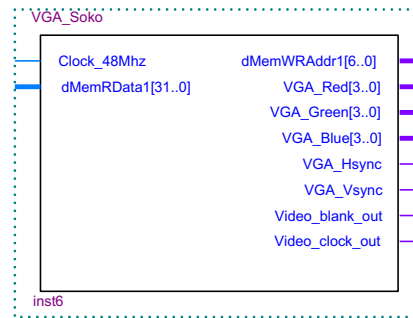 VGA_Soko
Clock_48Mhz
dMemRData1[31..0]
dMemWRAddr1[6..0]
VGA_Red[3..0]
VGA_Green[3..0]
VGA_Blue[3..0]
VGA_Hsync
VGA_Vsync
Video_blank_out
Video_clock_out
inst6